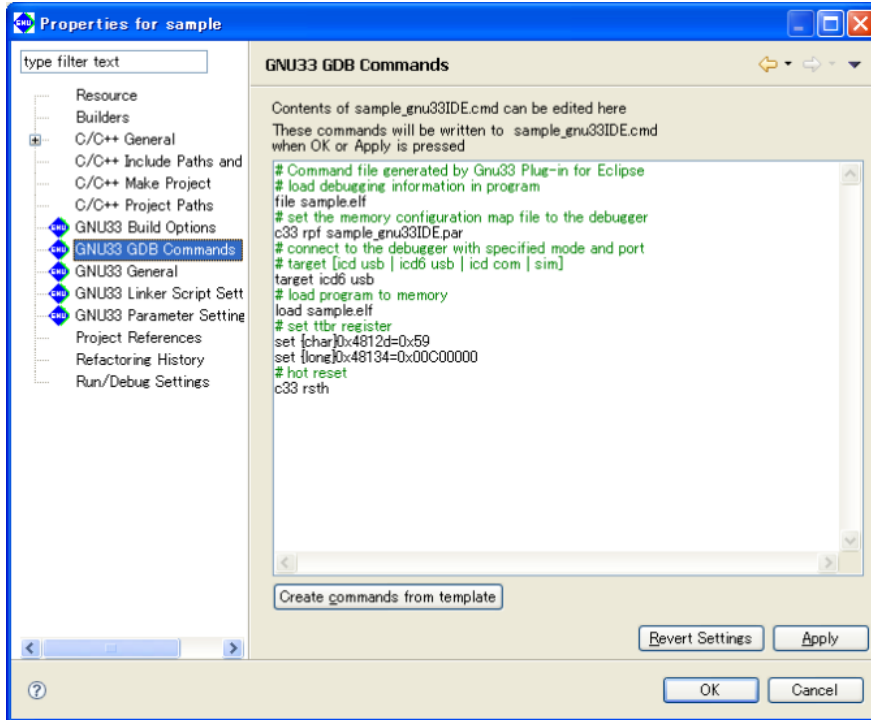 Properties for sample
type filter text
Resource
Builders
C/C++ General
C/C++ Include Paths and
C/C++ Make Project
C/C++ Project Paths
GNU GNU33 Build Options
GNU GNU33 GDB Commands
GNU GNU33 General
GNU GNU33 Linker Script Sett
GNU GNU33 Parameter Setting
Project References
Refactoring History
Run/Debug Settings
GNU33 GDB Commands
Contents of sample_gnu33IDE.cmd can be edited here
These commands will be written to sample_gnu33IDE.cmd
when OK or Apply is pressed
# Command file generated by Gnu33 Plug-in for Eclipse
# load debugging information in program
file sample.elf
# set the memory configuration map file to the debugger
c33 rpf sample_gnu33IDE.par
# connect to the debugger with specified mode and port
# target [icd usb | icd6 usb | icd com | sim]
target icd6 usb
# load program to memory
load sample.elf
# set ttbr register
set {char}0x4812d=0x59
set {long}0x48134=0x00C00000
# hot reset
c33 rsth
Create commands from template
Revert Settings
Apply
OK
Cancel